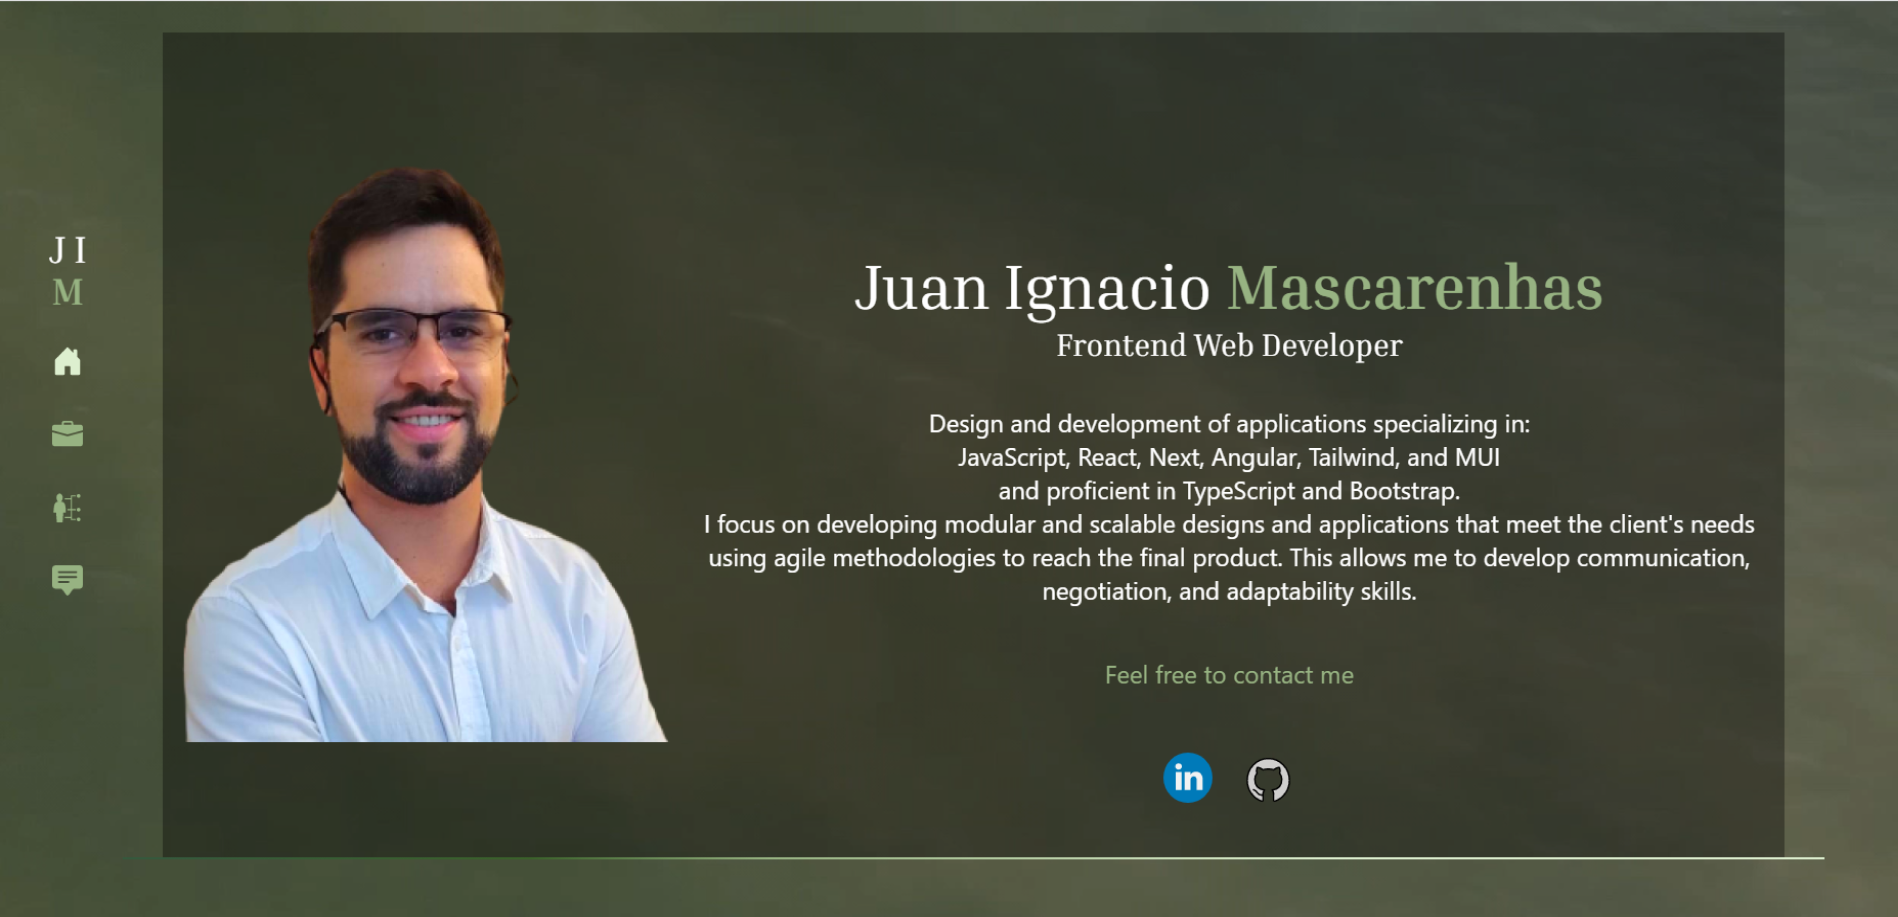 J I
M
Juan Ignacio Mascarenhas
Frontend Web Developer
Design and development of applications specializing in:
JavaScript, React, Next, Angular, Tailwind, and MUI
and proficient in TypeScript and Bootstrap.
I focus on developing modular and scalable designs and applications that meet the client's needs
using agile methodologies to reach the final product. This allows me to develop communication,
negotiation, and adaptability skills.
Feel free to contact me
in